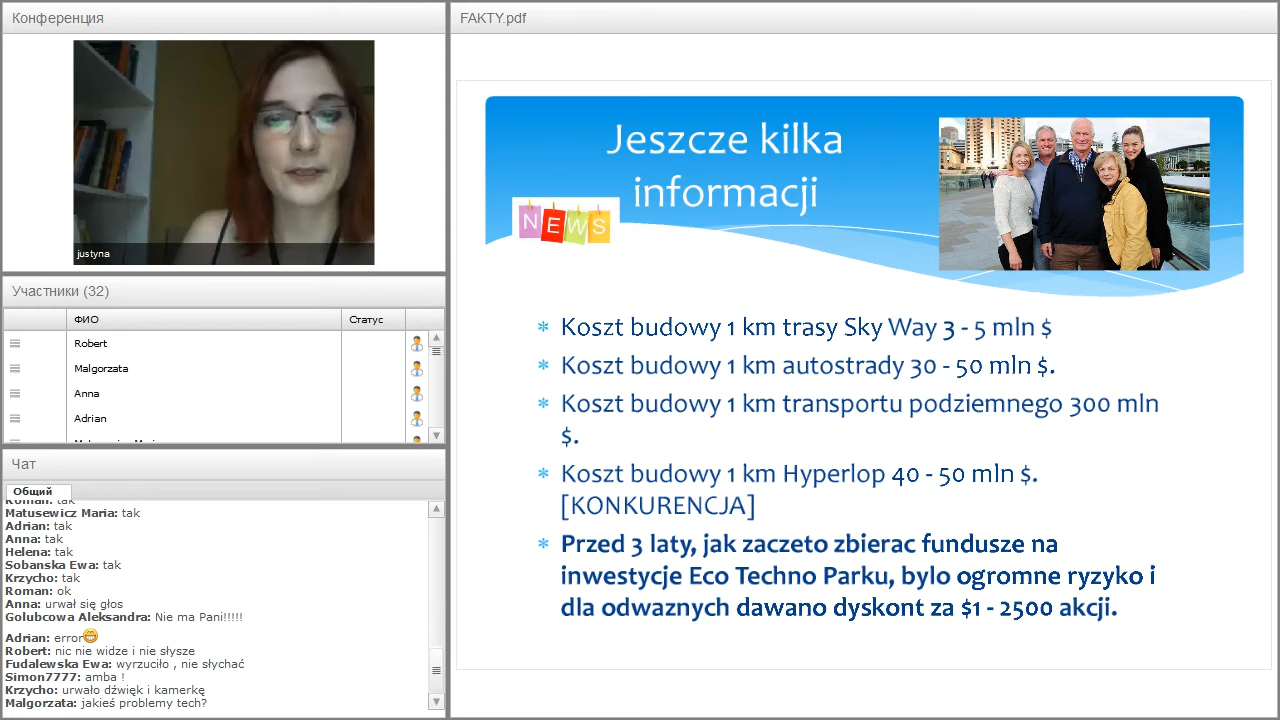 Конференция
justyna
Участники (32)
ФИО
Статус
Robert
Malgorzata
Anna
Adrian
Чат
Общий
Roman: tak
Matusewicz Maria: tak
Adrian: tak
Anna: tak
Helena: tak
Sobanska Ewa: tak
Krzycho: tak
Roman: ok
Anna: urwał się głos
Golubcowa Aleksandra: Nie ma Pani!!!!!
Adrian: error
Robert: nic nie widze i nie słysze
Fudalewska Ewa: wyrzuciło , nie słychać
Simon7777: amba !
Krzycho: urwało dźwięk i kamerkę
Malgorzata: jakieś problemy tech?
FAKTY.pdf
Jeszcze kilka
informacji
NEWS
Koszt budowy 1 km trasy Sky Way 3 - 5 mln $
Koszt budowy 1 km autostrady 30 - 50 mln $.
Koszt budowy 1 km transportu podziemnego 300 mln
$.
Koszt budowy 1 km Hyperlop 40 - 50 mln $.
[KONKURENCJA]
Przed 3 laty, jak zaczeto zbierac fundusze na
inwestycje Eco Techno Parku, bylo ogromne ryzyko i
dla odwaznych dawano dyskont za $1 - 2500 akcji.